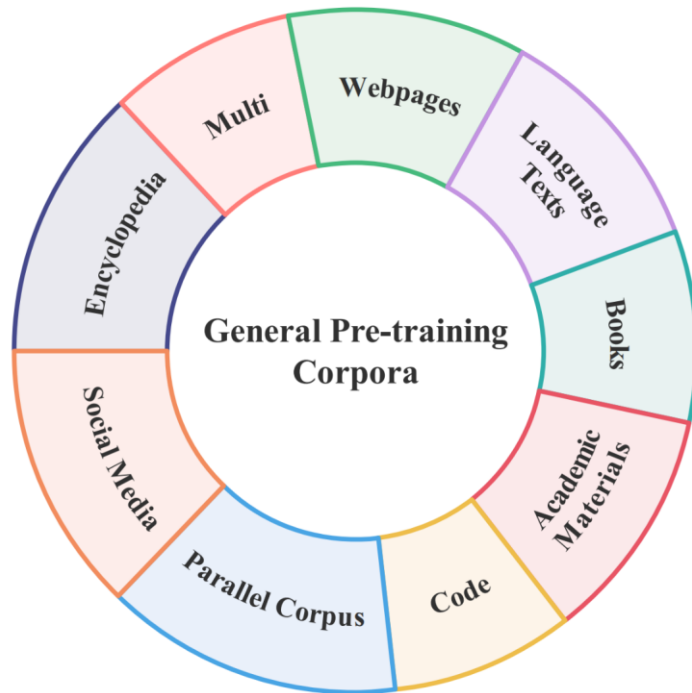 General Pre-training
Corpora
Webpages
Language
Texts
Books
Academic
Materials
Code
Parallel Corpus
Social Media
Encyclopedia
Multi